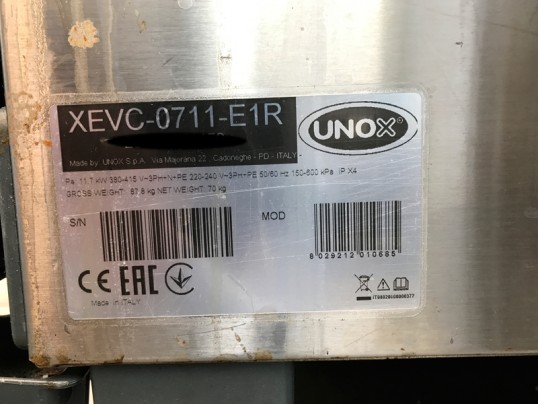 XEVC-0711-E1R
UNOX®
Made by UNOX S.p.A. Via Majorana 22 Cadoneghe - PD - ITALY
Pa. 11.7 kW 380-415 V~3PH+N+PE 220-240 V~3PH+PE 50/60 Hz 150-600 kPa IP X4
GROSS WEIGHT 87,8 kg NET WEIGHT 70 kg
S/N
MOD
8 029212 010685
CE EAC
Made in ITALY